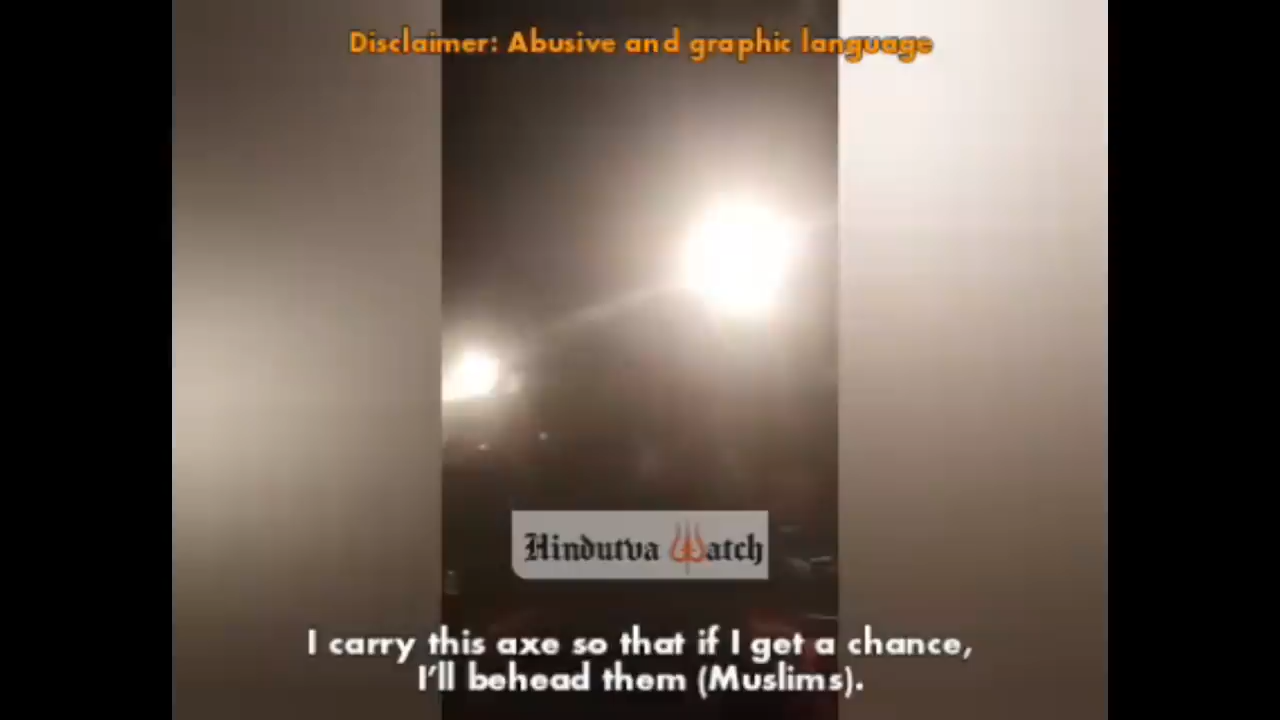 Disclaimer: Abusive and graphic language
Hindutva Watch
I carry this axe so that if I get a chance,
I'll behead them (Muslims).